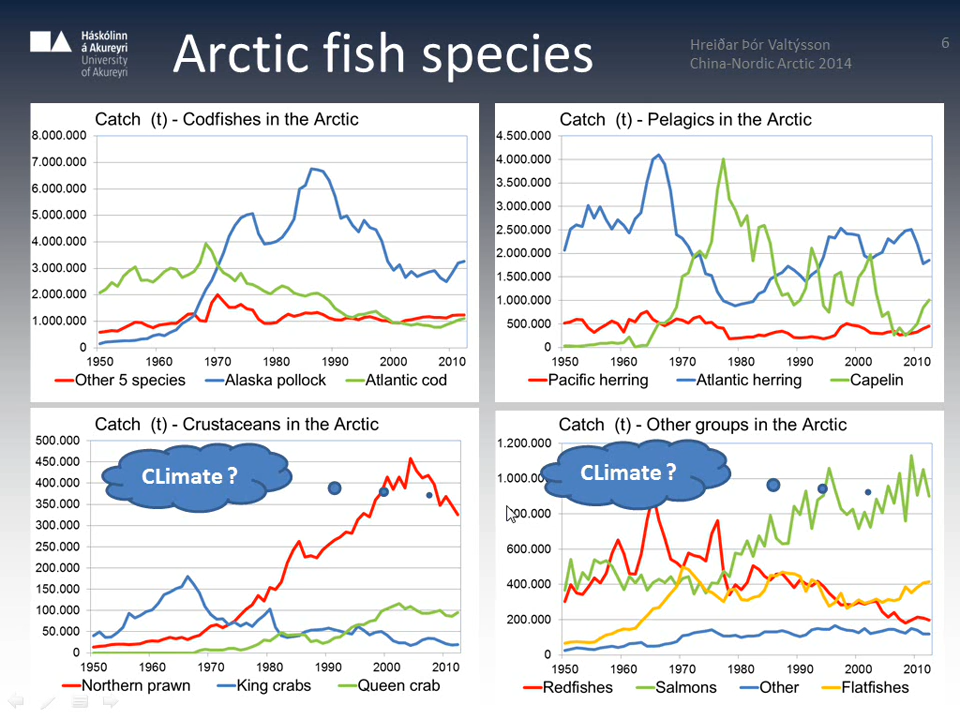 Háskólinn
á Akureyri
University
of Akureyri
Arctic fish species
Hreiðar Þór Valtýsson
China-Nordic Arctic 2014
6
Catch (t) - Codfishes in the Arctic
8.000.000
7.000.000
6.000.000
5.000.000
4.000.000
3.000.000
2.000.000
1.000.000
0
1950 1960 1970 1980 1990 2000 2010
Other 5 species Alaska pollock Atlantic cod
Catch (t) - Pelagics in the Arctic
4.500.000
4.000.000
3.500.000
3.000.000
2.500.000
2.000.000
1.500.000
1.000.000
500.000
0
1950 1960 1970 1980 1990 2000 2010
Pacific herring Atlantic herring Capelin
Catch (t) - Crustaceans in the Arctic
500.000
450.000
400.000
350.000
300.000
250.000
200.000
150.000
100.000
50.000
0
CLimate ?
1950 1960 1970 1980 1990 2000 2010
Northern prawn King crabs Queen crab
Catch (t) - Other groups in the Arctic
1.200.000
1.000.00
800.000
600.000
400.000
200.000
0
CLimate ?
1950 1960 1970 1980 1990 2000 2010
Redfishes Salmons Other Flatfishes